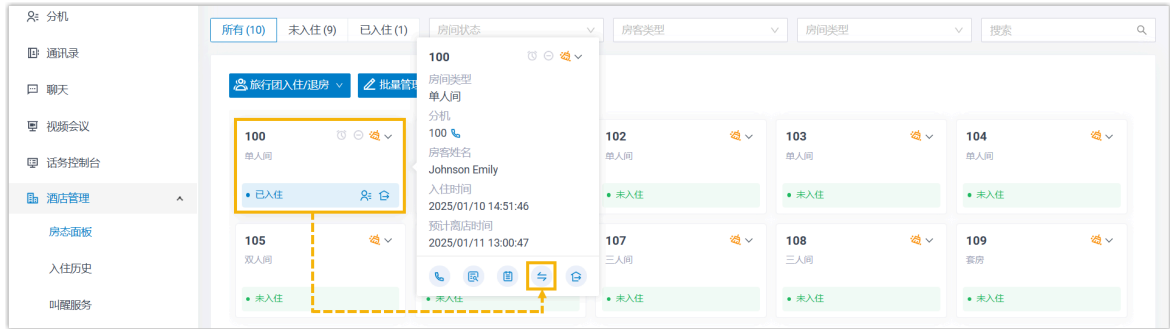 分机
通讯录
聊天
视频会议
话务控制台
酒店管理
房态面板
入住历史
叫醒服务
所有 (10) 未入住 (9) 已入住 (1) 房间状态 房客类型 房间类型 搜索
旅行团入住/退房 批量管理
100
单人间
已入住
100
房间类型
单人间
分机
100
房客姓名
Johnson Emily
入住时间
2025/01/10 14:51:46
预计离店时间
2025/01/11 13:00:47
102
单人间
未入住
103
单人间
未入住
104
单人间
未入住
105
双人间
未入住
未入住
107
三人间
未入住
108
三人间
未入住
109
套房
未入住